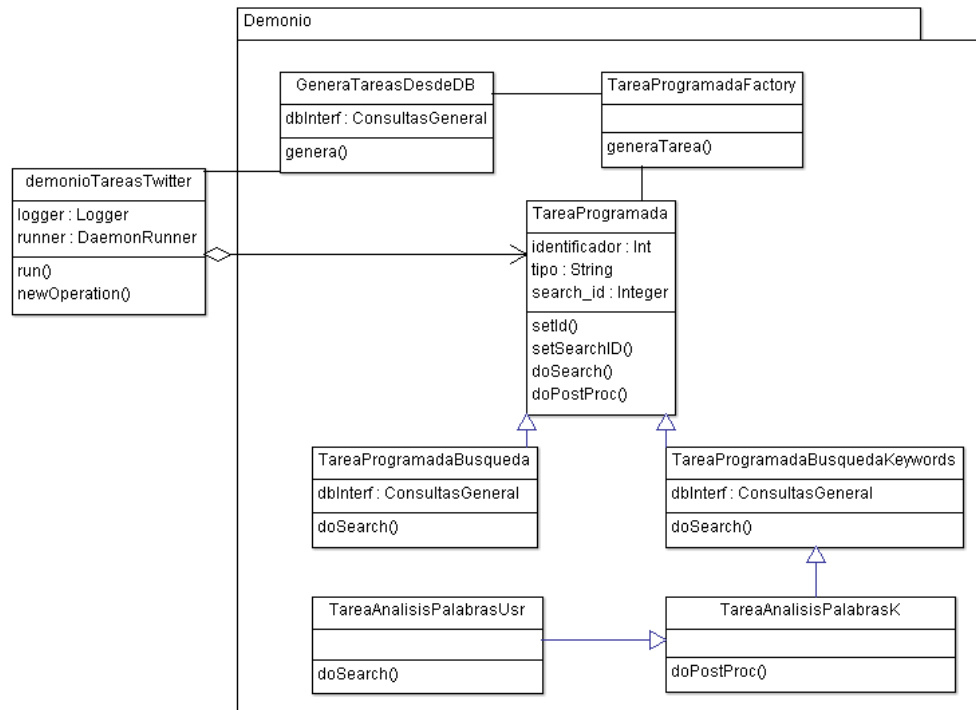 Demonio
GeneraTareasDesdeDB
dbInterf : ConsultasGeneral
genera()
TareaProgramadaFactory
generaTarea()
demonioTareasTwitter
logger : Logger
runner : DaemonRunner
run()
newOperation()
TareaProgramada
identificador : Int
tipo : String
search_id : Integer
setId()
setSearchID()
doSearch()
doPostProc()
TareaProgramadaBusqueda
dbInterf : ConsultasGeneral
doSearch()
TareaProgramadaBusquedaKeywords
dbInterf : ConsultasGeneral
doSearch()
TareaAnalisisPalabrasUsr
doSearch()
TareaAnalisisPalabrasK
doPostProc()